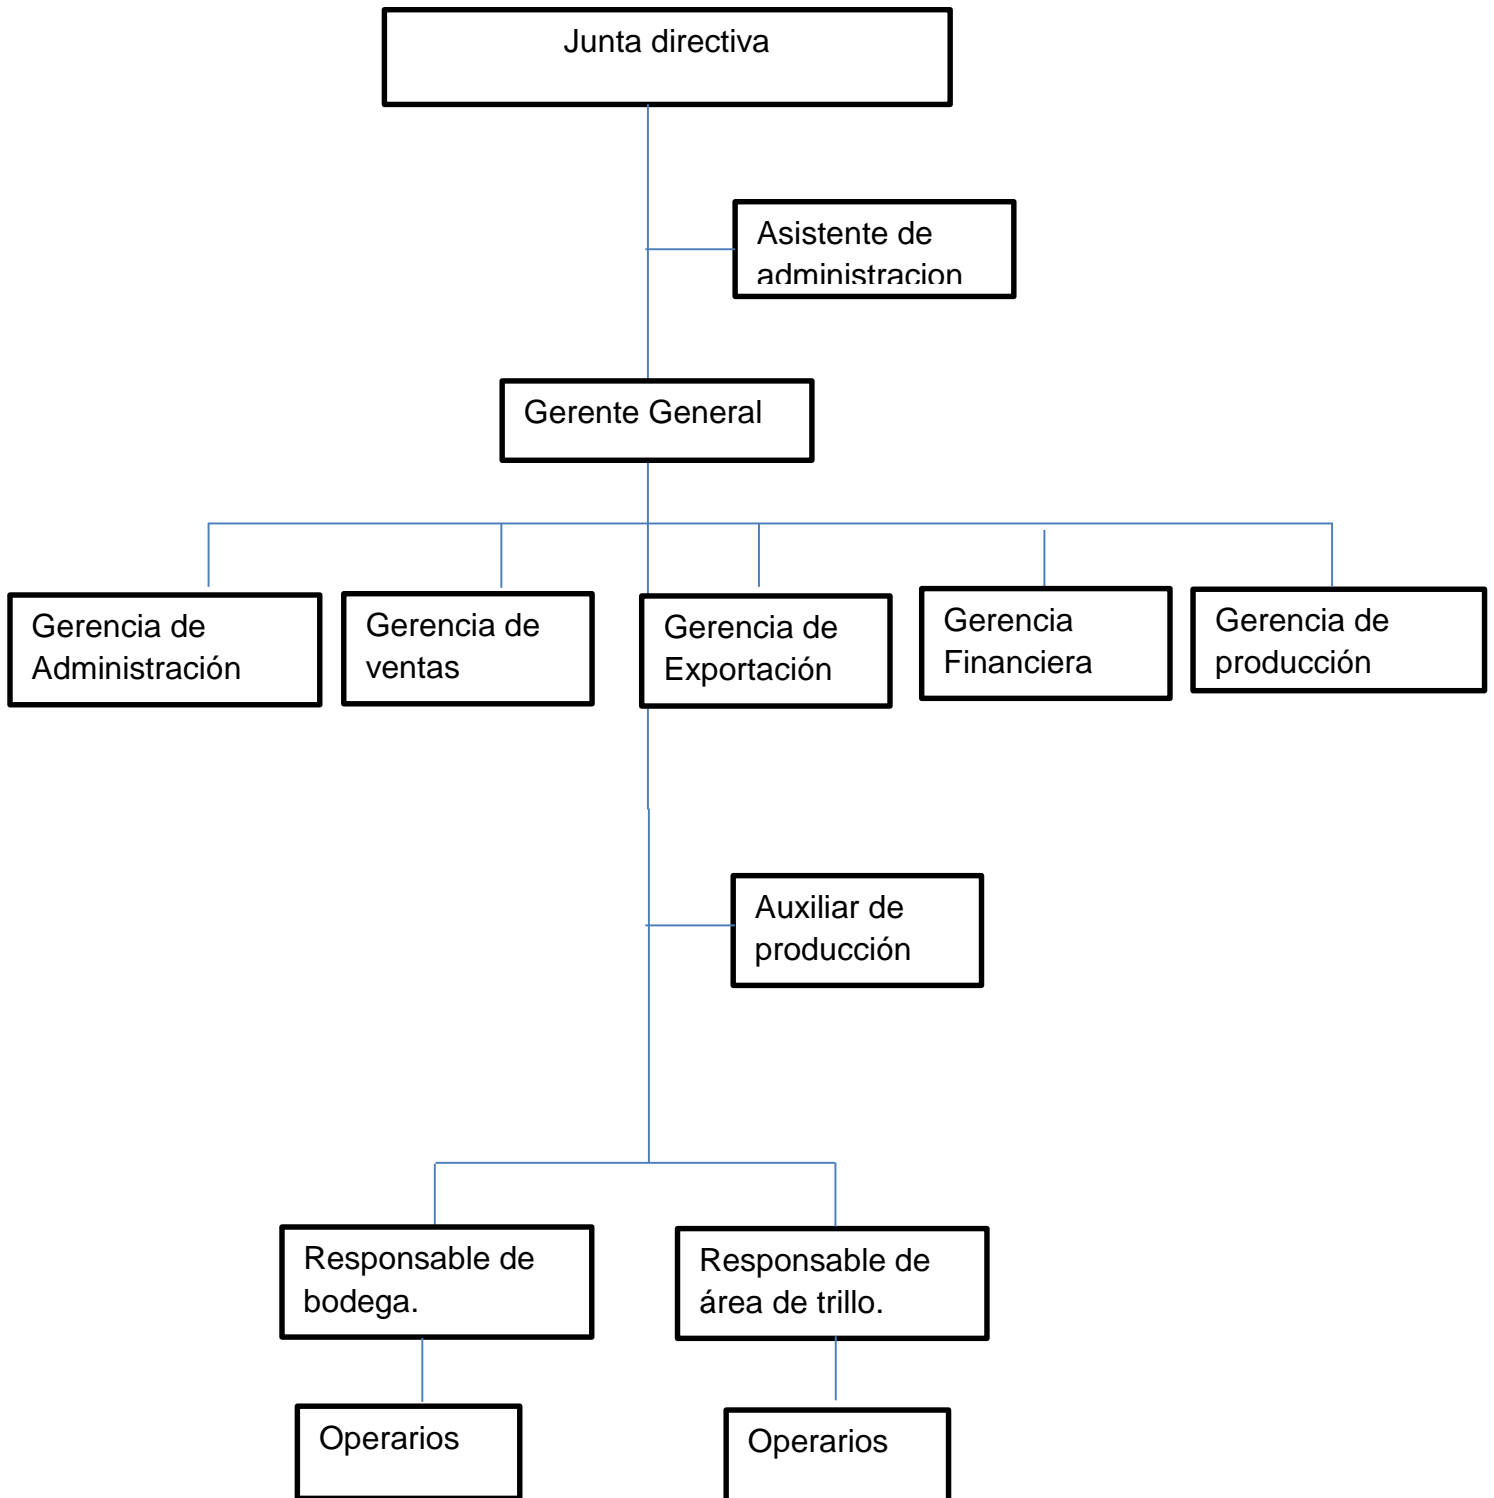 Junta directiva
Asistente de
administracion
Gerente General
Gerencia de
Administración
Gerencia de
ventas
Gerencia de
Exportación
Gerencia
Financiera
Gerencia de
producción
Auxiliar de
producción
Responsable de
bodega.
Responsable de
área de trillo.
Operarios
Operarios